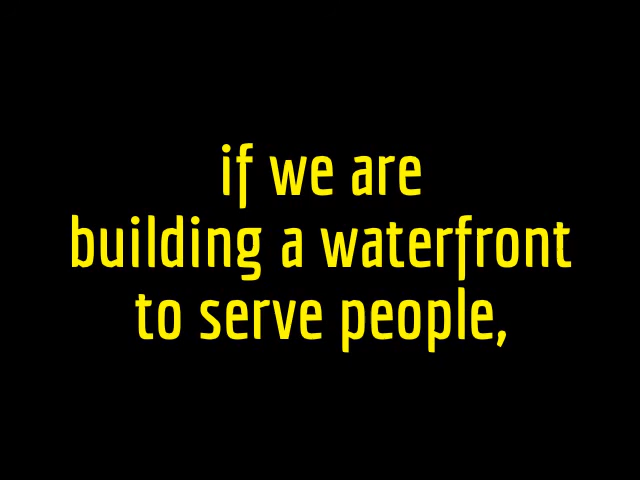 if we are
building a waterfront
to serve people,